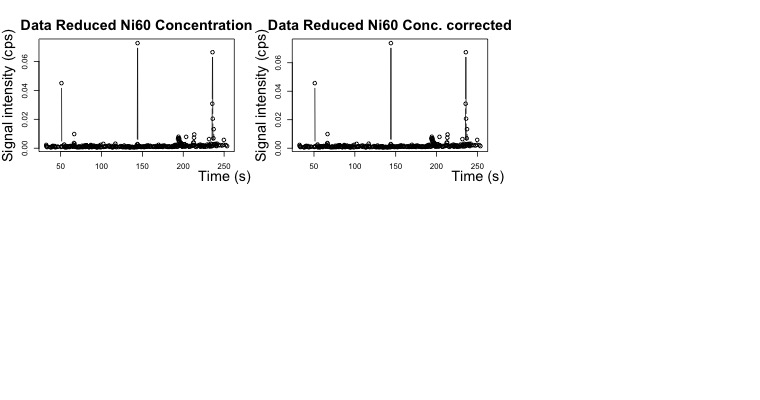 Data Reduced Ni60 Concentration
Signal intensity (cps)
0.00 0.02 0.04 0.06
50 100 150 200 250
Time (s)
Data Reduced Ni60 Conc. corrected
Signal intensity (cps)
0.00 0.02 0.04 0.06
50 100 150 200 250
Time (s)